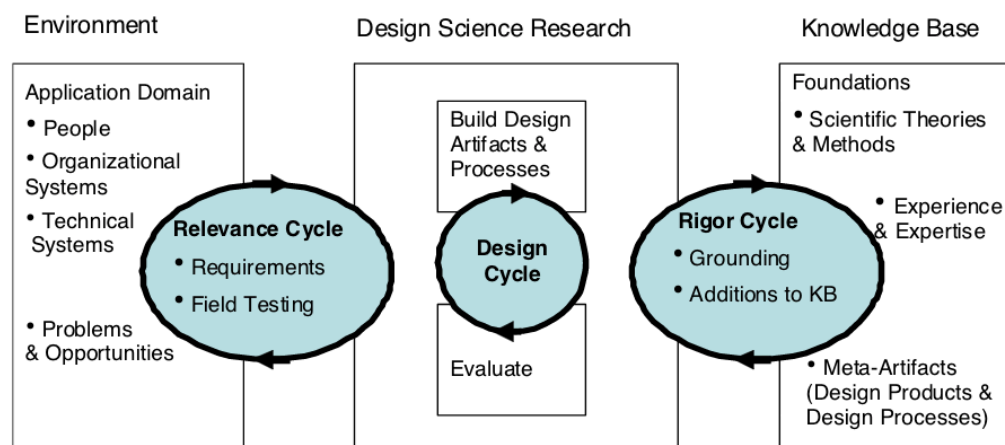 Environment
Design Science Research
Knowledge Base
Application Domain
• People
• Organizational
Systems
• Technical
Systems
• Problems
& Opportunities
Relevance Cycle
• Requirements
• Field Testing
Build Design
Artifacts &
Processes
Design
Cycle
Evaluate
Rigor Cycle
• Grounding
• Additions to KB
Foundations
• Scientific Theories
& Methods
• Experience
& Expertise
• Meta-Artifacts
(Design Products &
Design Processes)